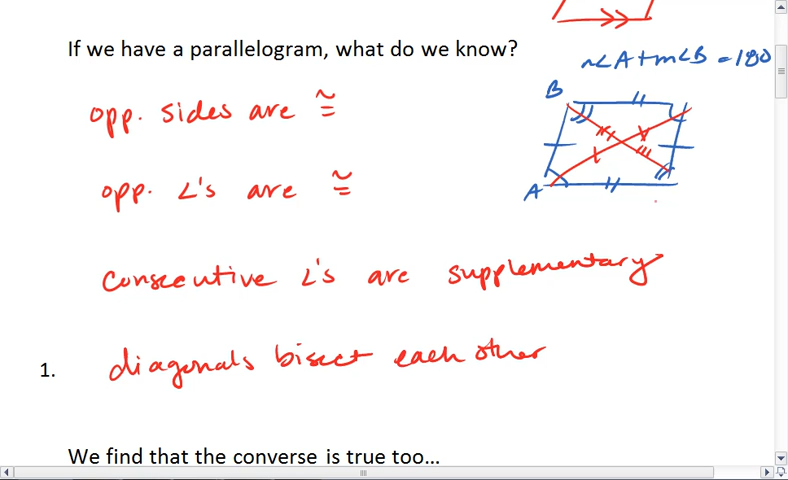 If we have a parallelogram, what do we know?
m∠A+m∠B =180
B
opp. sides are ≅
opp. ∠'s are ≅
A
consecutive ∠'s are supplementary
1. diagonals bisect each other
We find that the converse is true too...